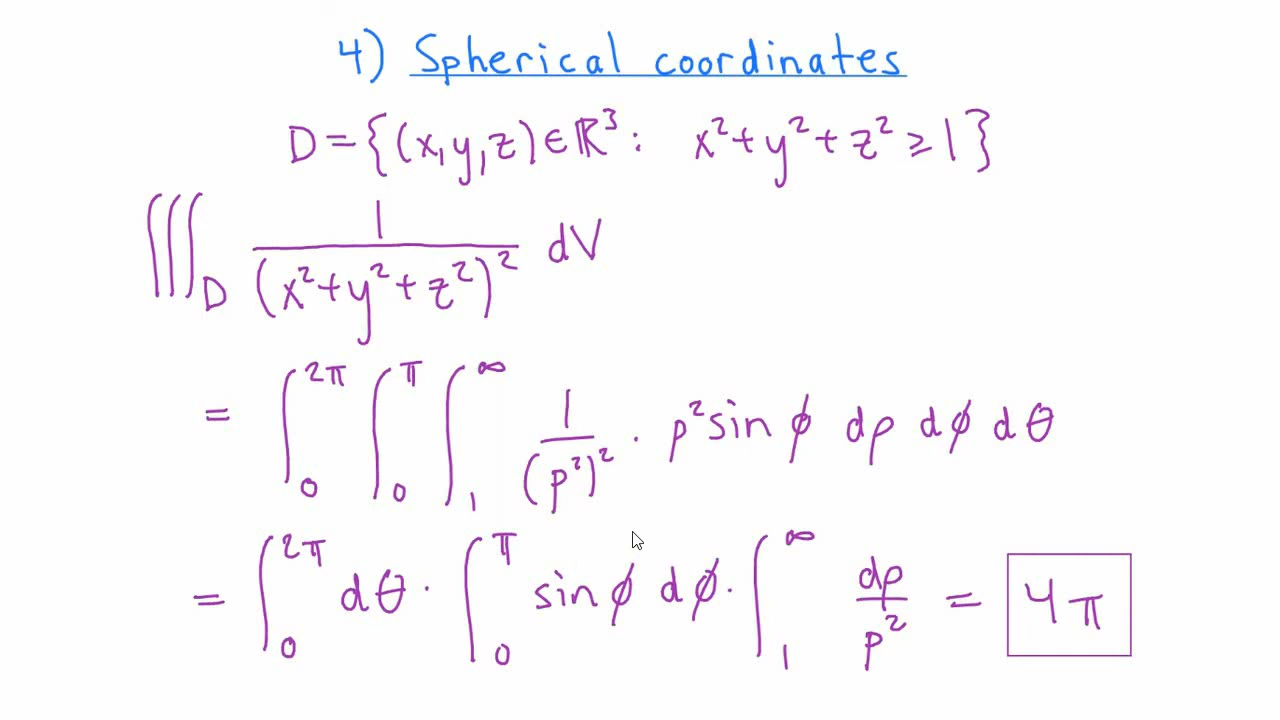 4) Spherical coordinates
D = {(x,y,z) ∈ ℝ³ : x² + y² + z² ≥ 1}
∭_D 1/(x² + y² + z²)² dV
= ∫_0^{2π} ∫_0^π ∫_1^∞ 1/(ρ²)² · ρ² sin ϕ dρ dϕ dθ
= ∫_0^{2π} dθ · ∫_0^π sin ϕ dϕ · ∫_1^∞ dρ/ρ² = 4π